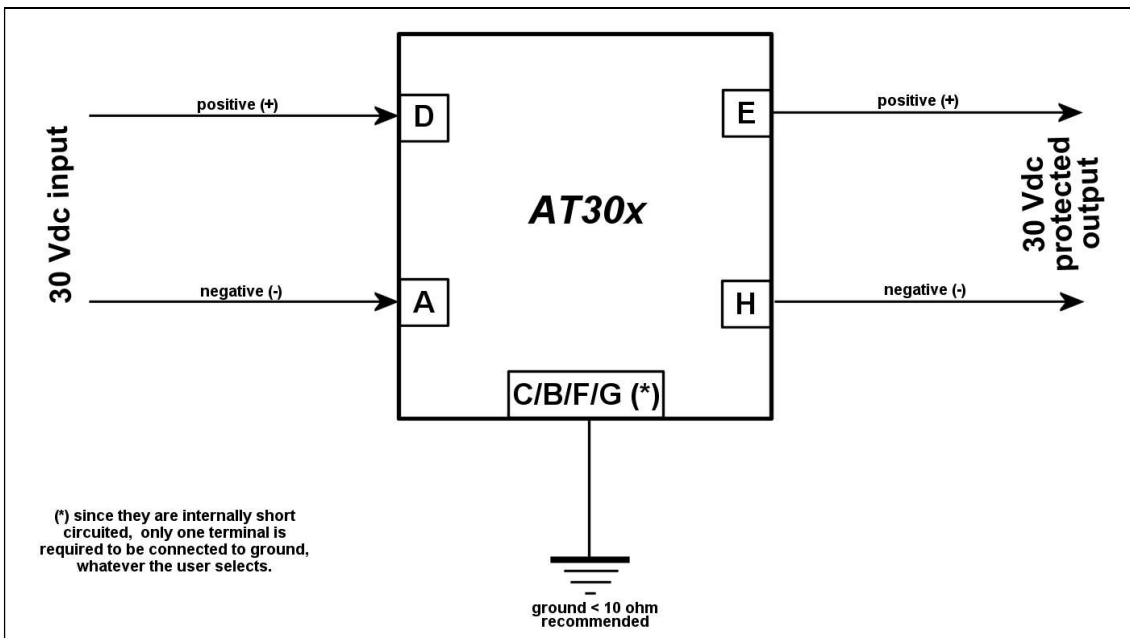 positive (+)
30 Vdc input
negative (-)
D
A
AT30x
E
H
C/B/F/G (*)
positive (+)
30 Vdc
protected
output
negative (-)
(*) since they are internally short
circuited, only one terminal is
required to be connected to ground,
whatever the user selects.
ground < 10 ohm
recommended